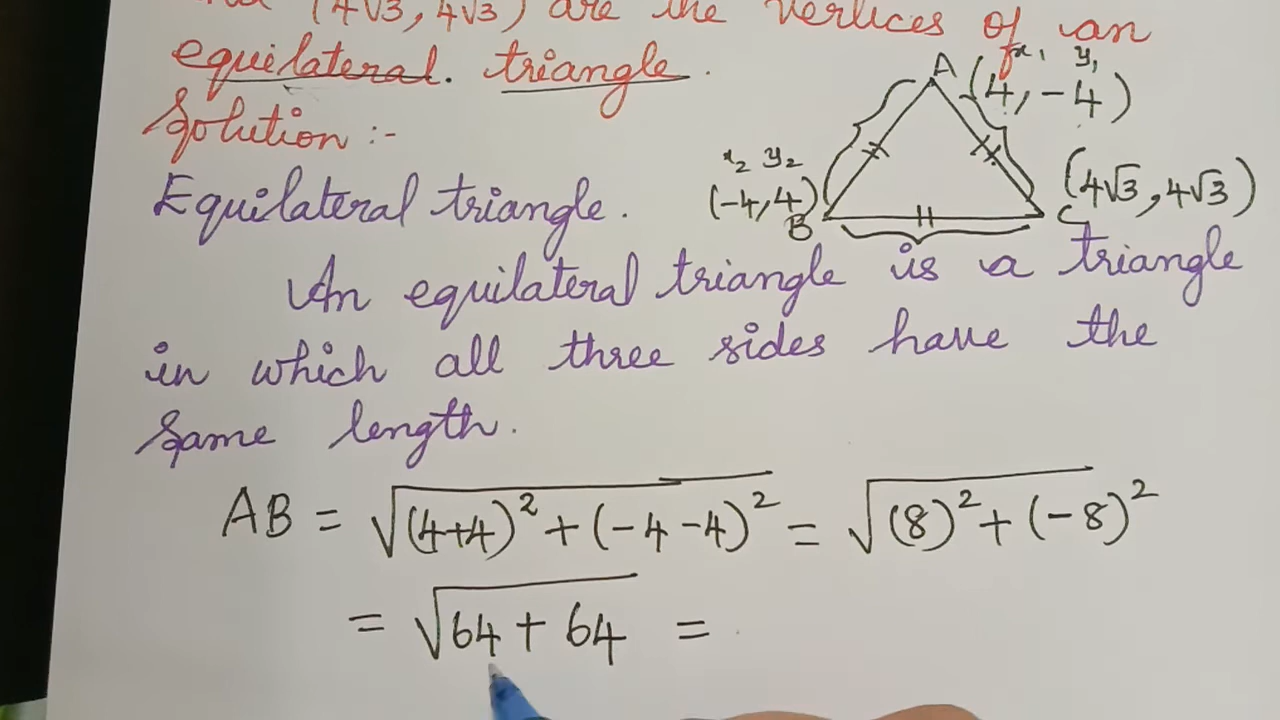 (4√3, 4√3) are the vertices of an
equilateral triangle.
Solution :-
A (4, -4)
x₁ y₁
x₂ y₂
(-4, 4)
B
C (4√3, 4√3)
Equilateral triangle.
An equilateral triangle is a triangle
in which all three sides have the
same length.
AB = √((4+4)² + (-4-4)²) = √((8)² + (-8)²)
= √(64 + 64) =